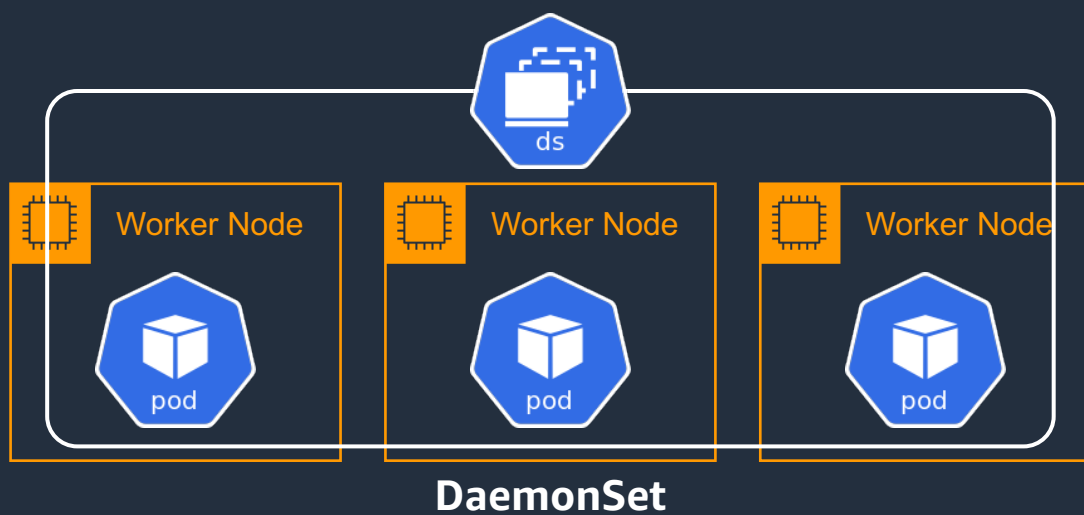 ds
Worker Node
Worker Node
Worker Node
pod
pod
pod
DaemonSet